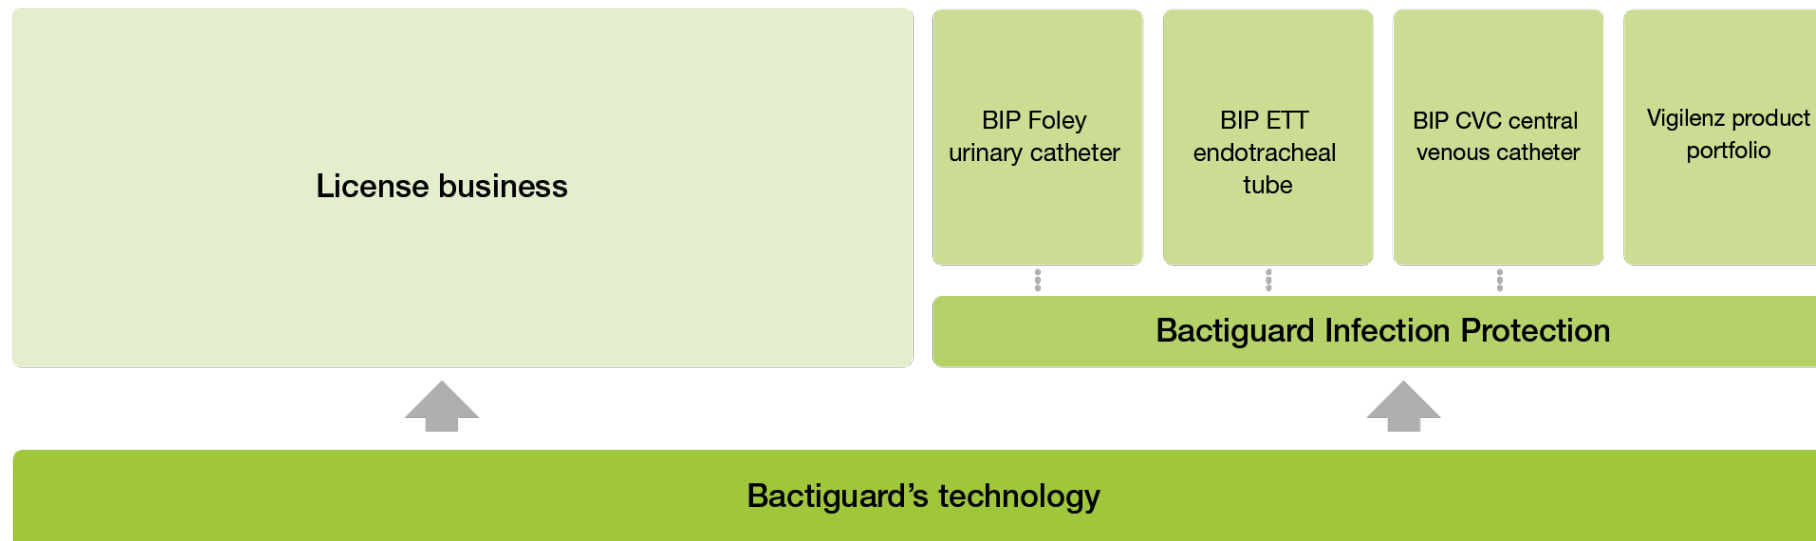 License business
BIP Foley
urinary catheter
BIP ETT
endotracheal
tube
BIP CVC central
venous catheter
Vigilenz product
portfolio
Bactiguard Infection Protection
Bactiguard’s technology